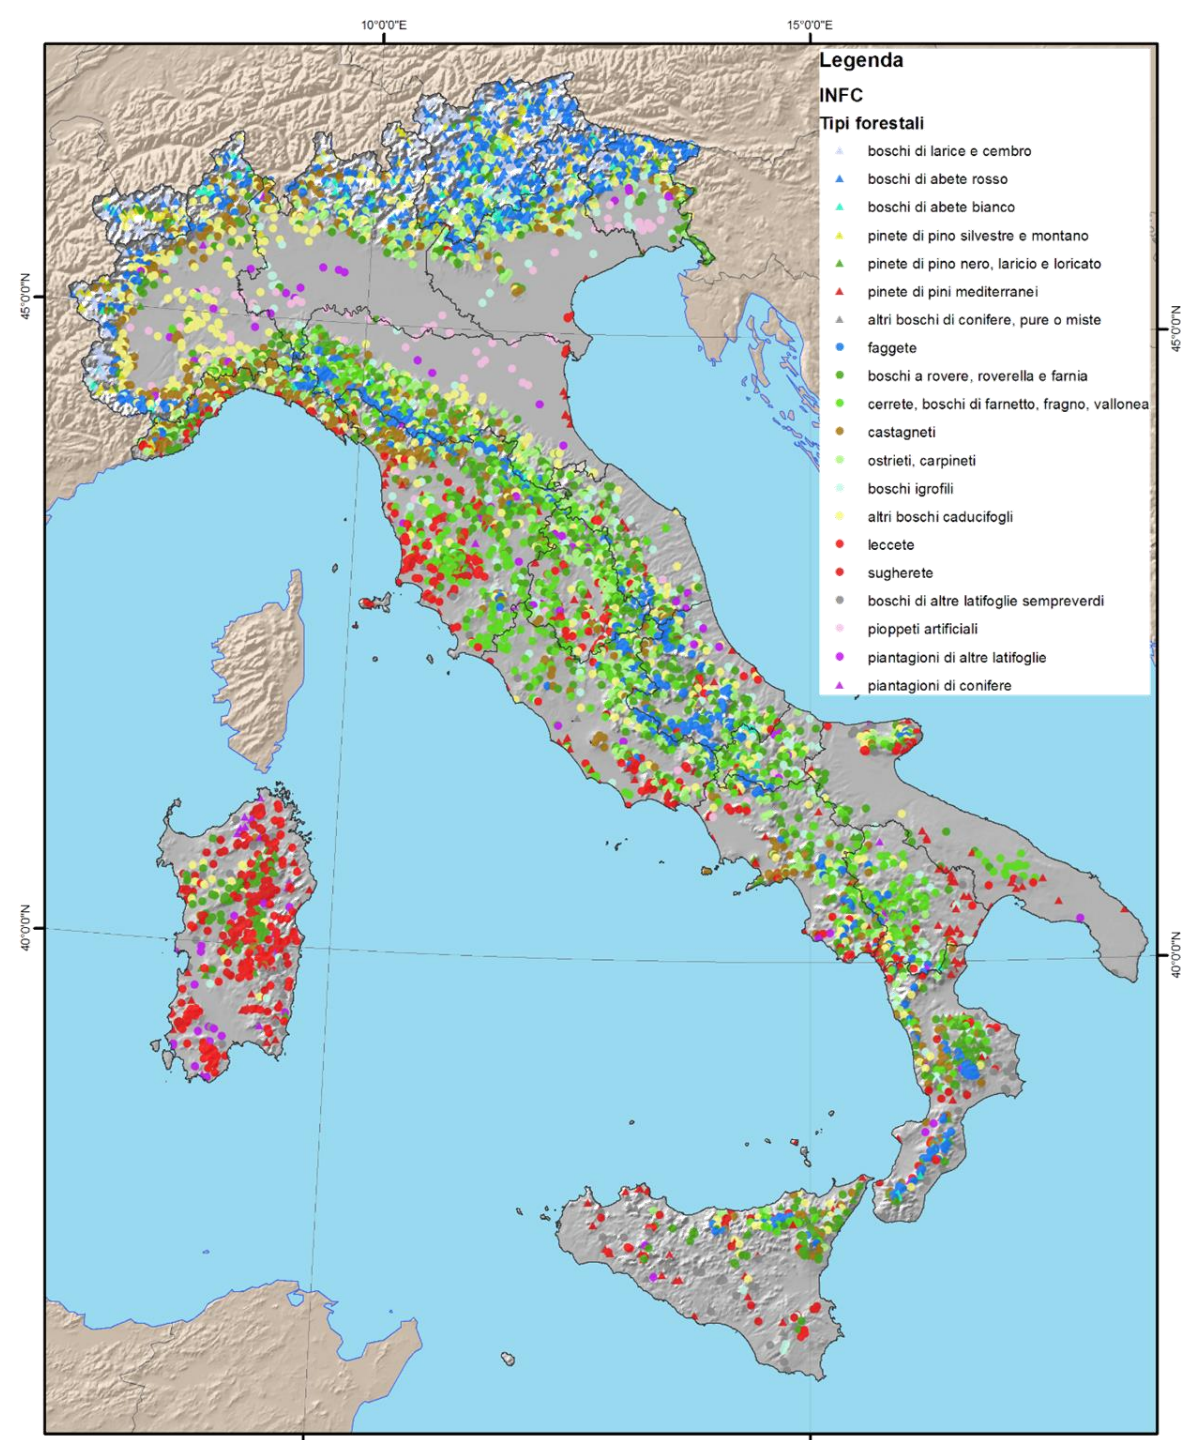 10°0'0"E
15°0'0"E
Legenda
INFC
Tipi forestali
boschi di larice e cembro
boschi di abete rosso
boschi di abete bianco
pinete di pino silvestre e montano
pinete di pino nero, laricio e loricato
pinete di pini mediterranei
altri boschi di conifere, pure o miste
faggete
boschi a rovere, roverella e farnia
cerrete, boschi di farnetto, fragno, vallonea
castagneti
ostrieti, carpineti
boschi igrofili
altri boschi caducifogli
leccete
sugherete
boschi di altre latifoglie sempreverdi
pioppeti artificiali
piantagioni di altre latifoglie
piantagioni di conifere
45°0'0"N
45°0'0"N
40°0'0"N
40°0'0"N